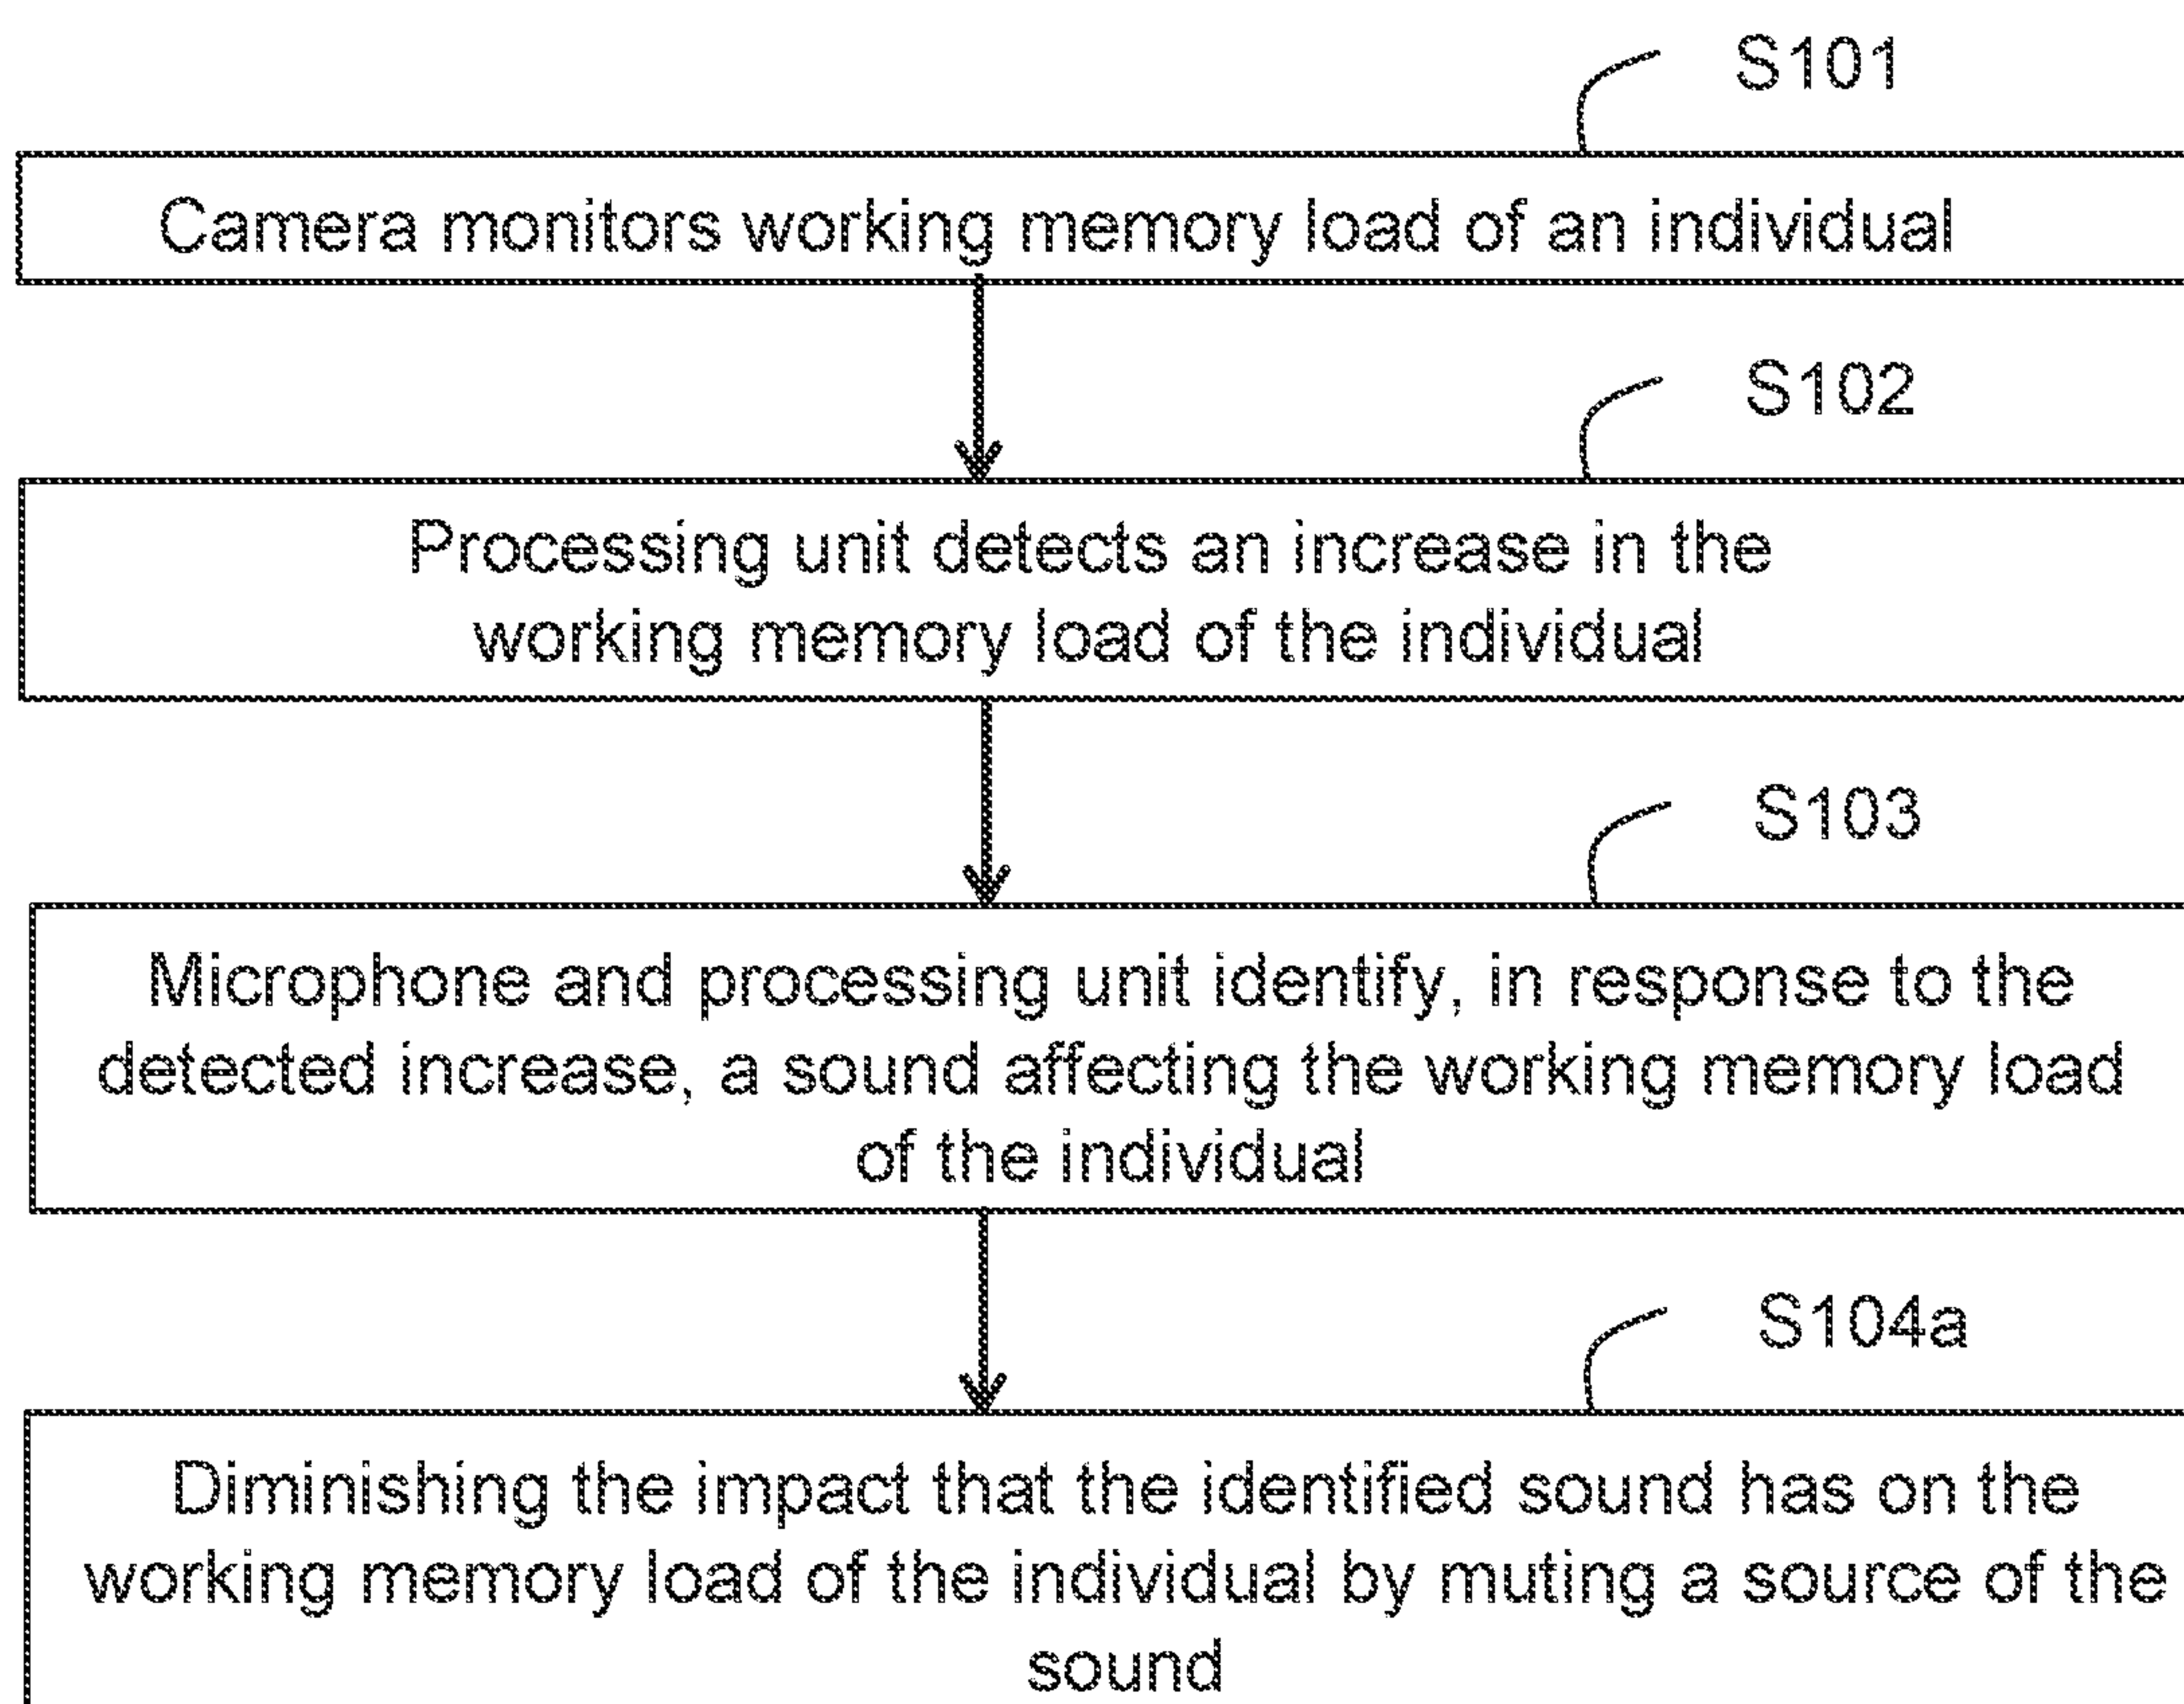 S101
Camera monitors working memory load of an individual
S102
Processing unit detects an increase in the
working memory load of the individual
S103
Microphone and processing unit identify, in response to the
detected increase, a sound affecting the working memory load
of the individual
S104a
Diminishing the impact that the identified sound has on the
working memory load of the individual by muting a source of the
sound